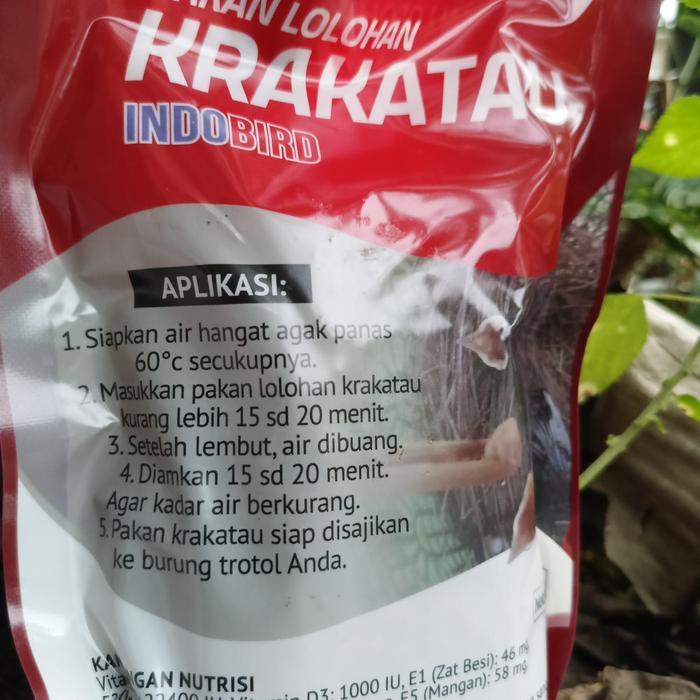 PAKAN LOLOHAN
KRAKATAU
INDOBIRD
APLIKASI:
1. Siapkan air hangat agak panas
60°c secukupnya.
2. Masukkan pakan lolohan krakatau
kurang lebih 15 sd 20 menit.
3. Setelah lembut, air dibuang.
4. Diamkan 15 sd 20 menit.
Agar kadar air berkurang.
5. Pakan krakatau siap disajikan
ke burung trotol Anda.
GAN NUTRISI
D3: 1000 IU, E1 (Zat Besi): 46 mg
E5 (Mangan): 58 mg.